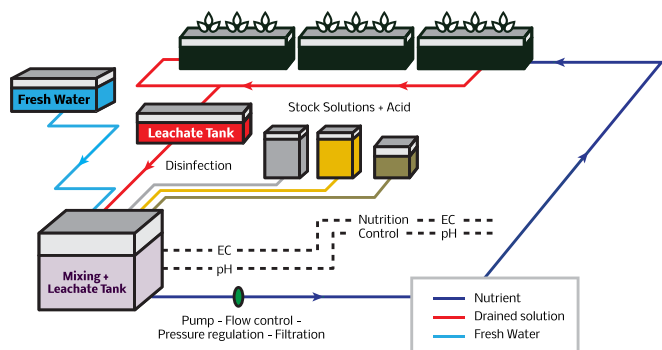 Fresh Water
Leachate Tank
Stock Solutions + Acid
Disinfection
Nutrition
EC
Control
pH
EC
pH
Mixing +
Leachate Tank
Pump - Flow control -
Pressure regulation - Filtration
Nutrient
Drained solution
Fresh Water